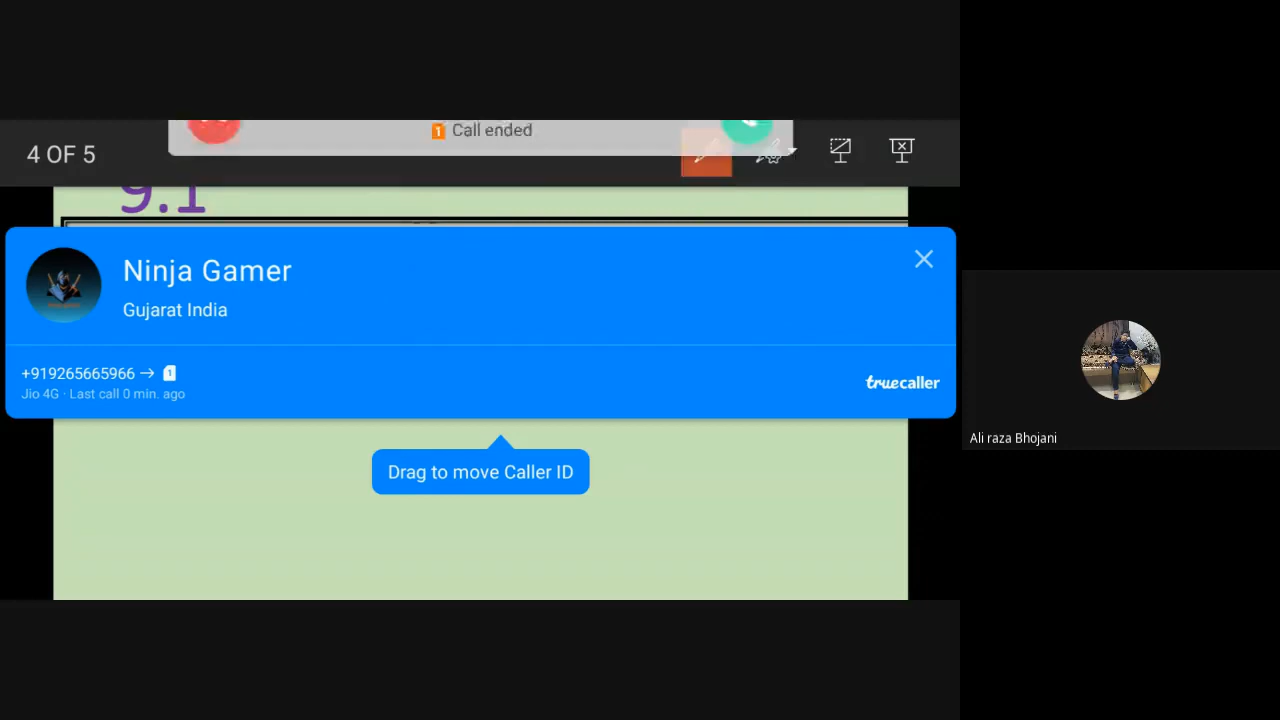 Call ended
4 OF 5
9.1
Ninja Gamer
Gujarat India
+919265665966 → 1
Jio 4G · Last call 0 min. ago
truecaller
Drag to move Caller ID
Ali raza Bhojani